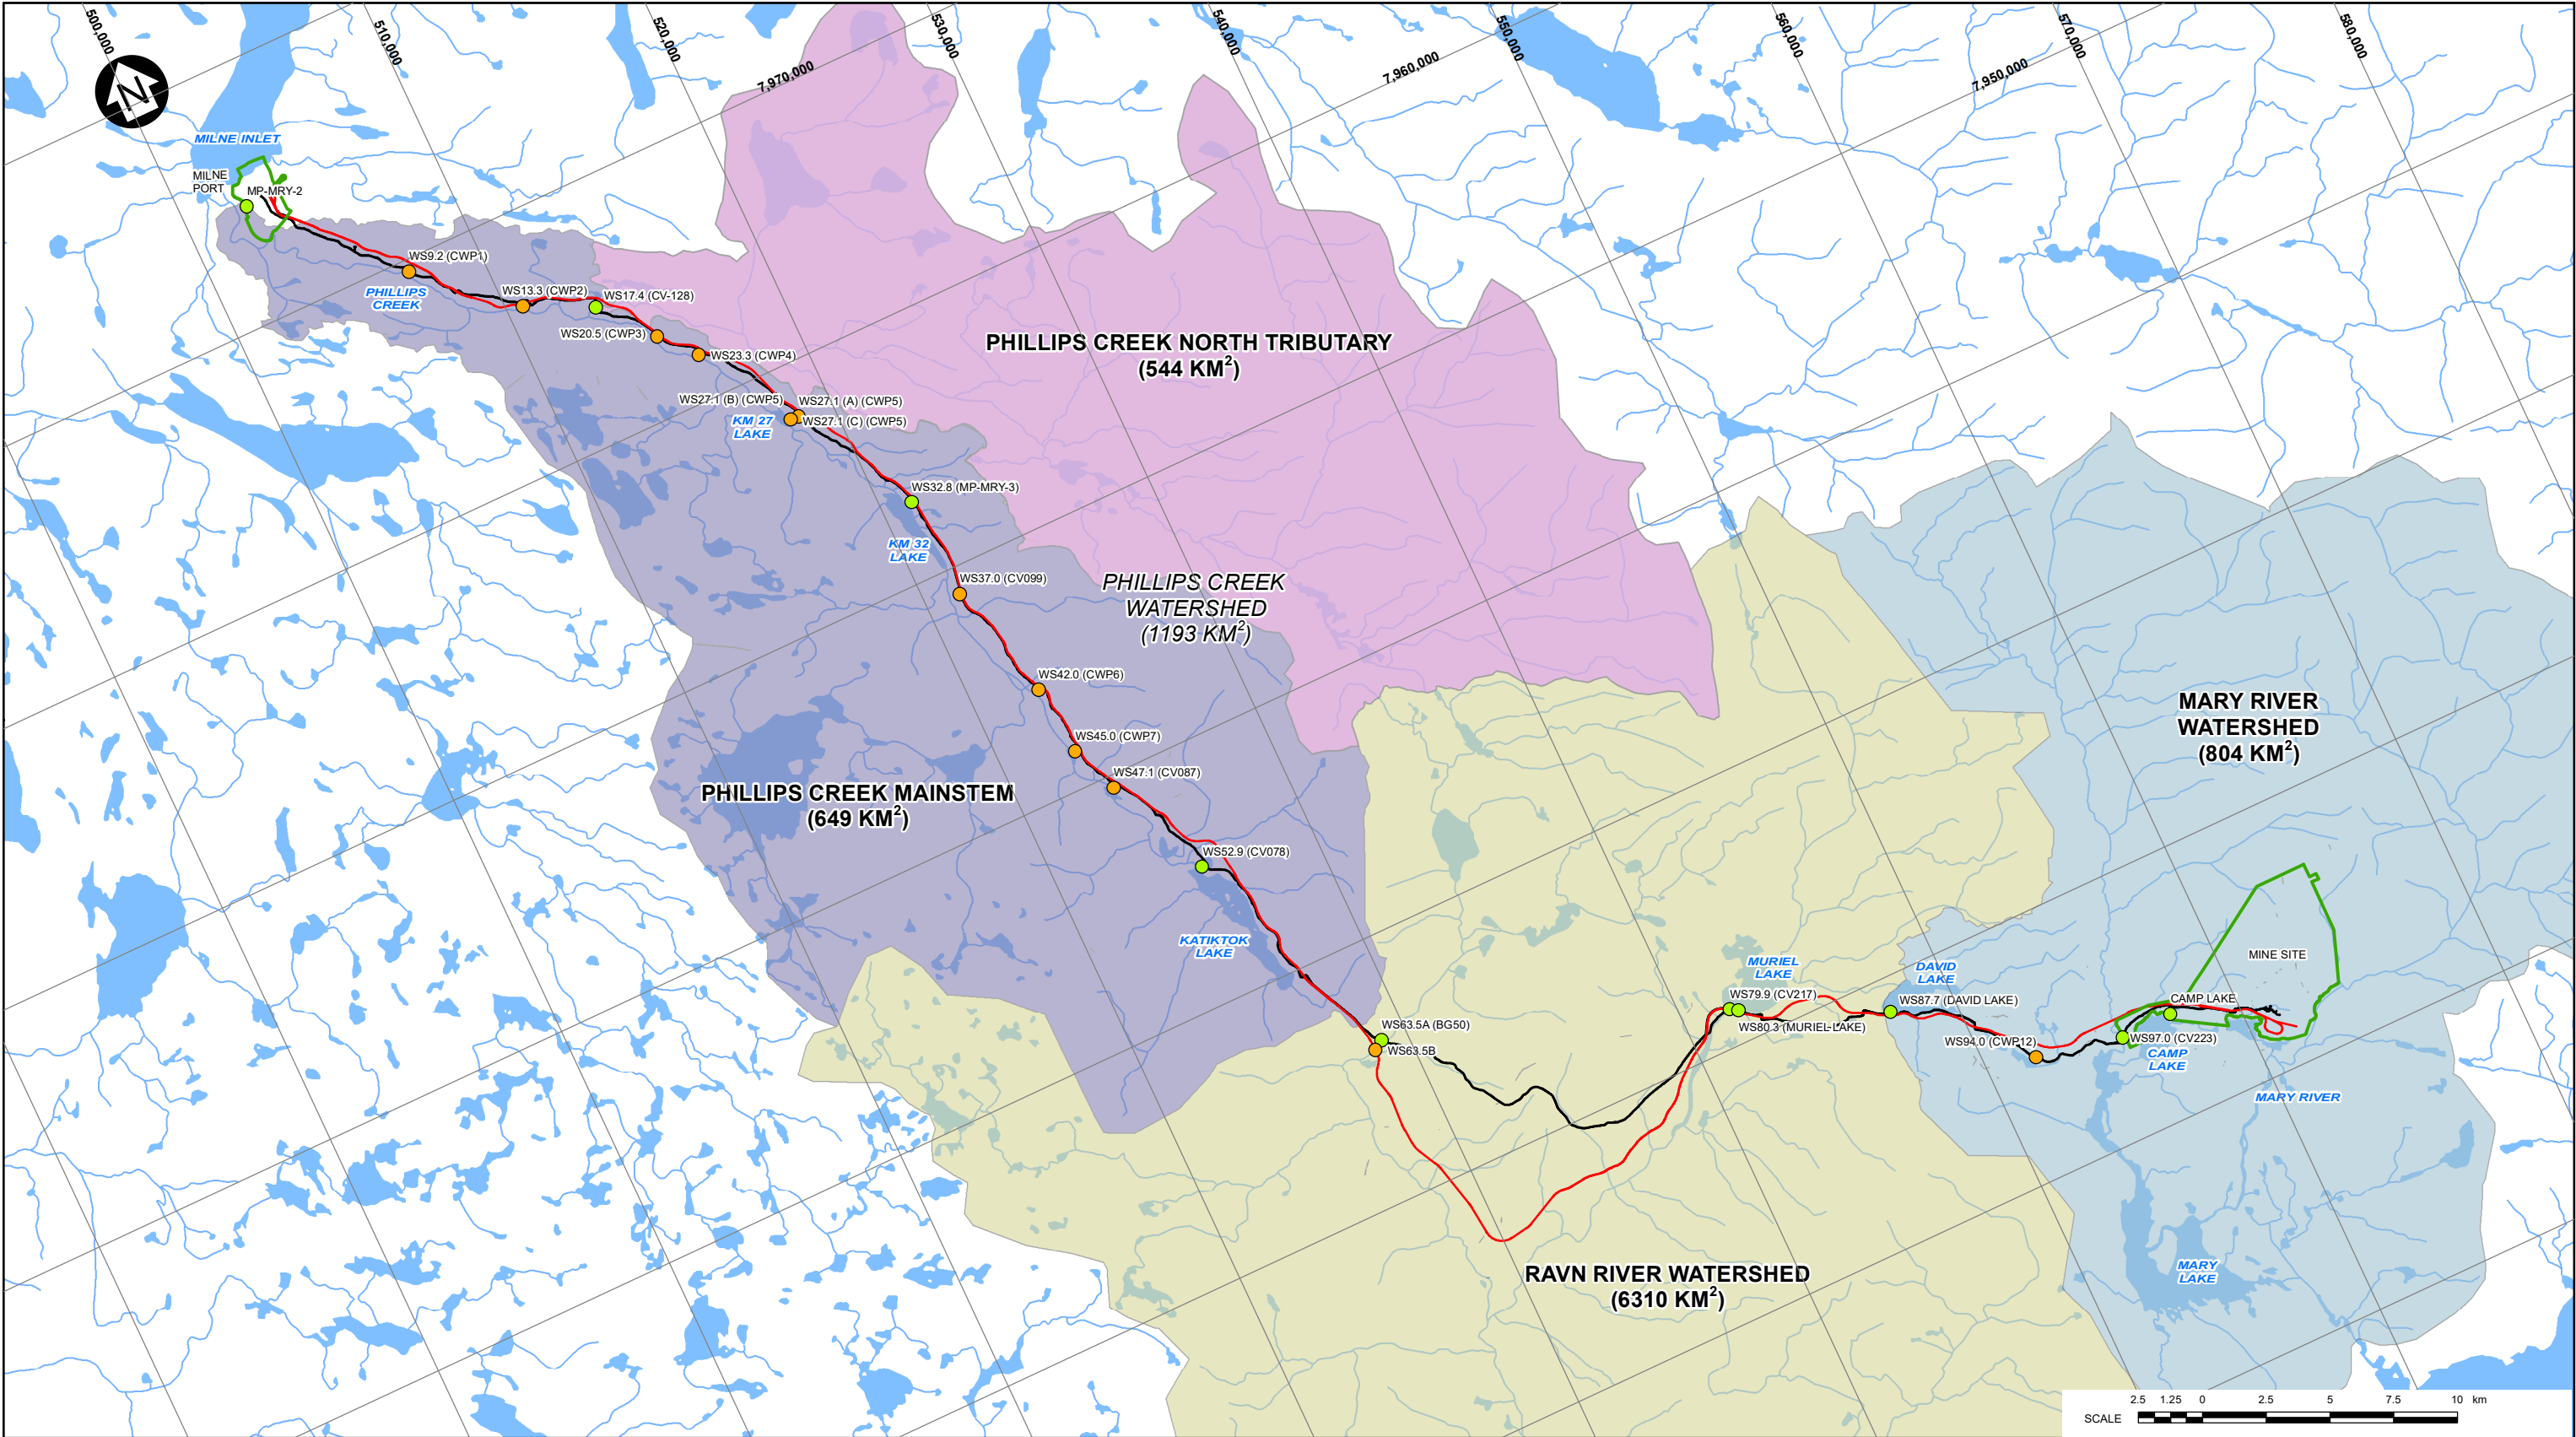 500,000
510,000
520,000
530,000
540,000
550,000
560,000
570,000
580,000
7,970,000
7,960,000
7,950,000
N
MILNE INLET
MILNE
PORT
MP-MRY-2
WS9.2 (CWP1)
PHILLIPS
CREEK
WS13.3 (CWP2)
WS17.4 (CV-128)
WS20.5 (CWP3)
WS23.3 (CWP4)
PHILLIPS CREEK NORTH TRIBUTARY
(544 KM²)
WS27.1 (B) (CWP5)
WS27.1 (A) (CWP5)
WS27.1 (C) (CWP5)
KM 27
LAKE
WS32.8 (MP-MRY-3)
KM 32
LAKE
WS37.0 (CV099)
PHILLIPS CREEK
WATERSHED
(1193 KM²)
WS42.0 (CWP6)
WS45.0 (CWP7)
WS47.1 (CV087)
PHILLIPS CREEK MAINSTEM
(649 KM²)
MARY RIVER
WATERSHED
(804 KM²)
WS52.9 (CV078)
KATIKTOK
LAKE
MURIEL
LAKE
DAVID
LAKE
MINE SITE
WS79.9 (CV217)
WS87.7 (DAVID LAKE)
CAMP LAKE
WS63.5A (BG50)
WS80.3 (MURIEL-LAKE)
WS63.5B
WS94.0 (CWP12)
WS97.0 (CV223)
CAMP
LAKE
MARY RIVER
MARY
LAKE
RAVN RIVER WATERSHED
(6310 KM²)
2.5 1.25 0 2.5 5 7.5 10 km
SCALE